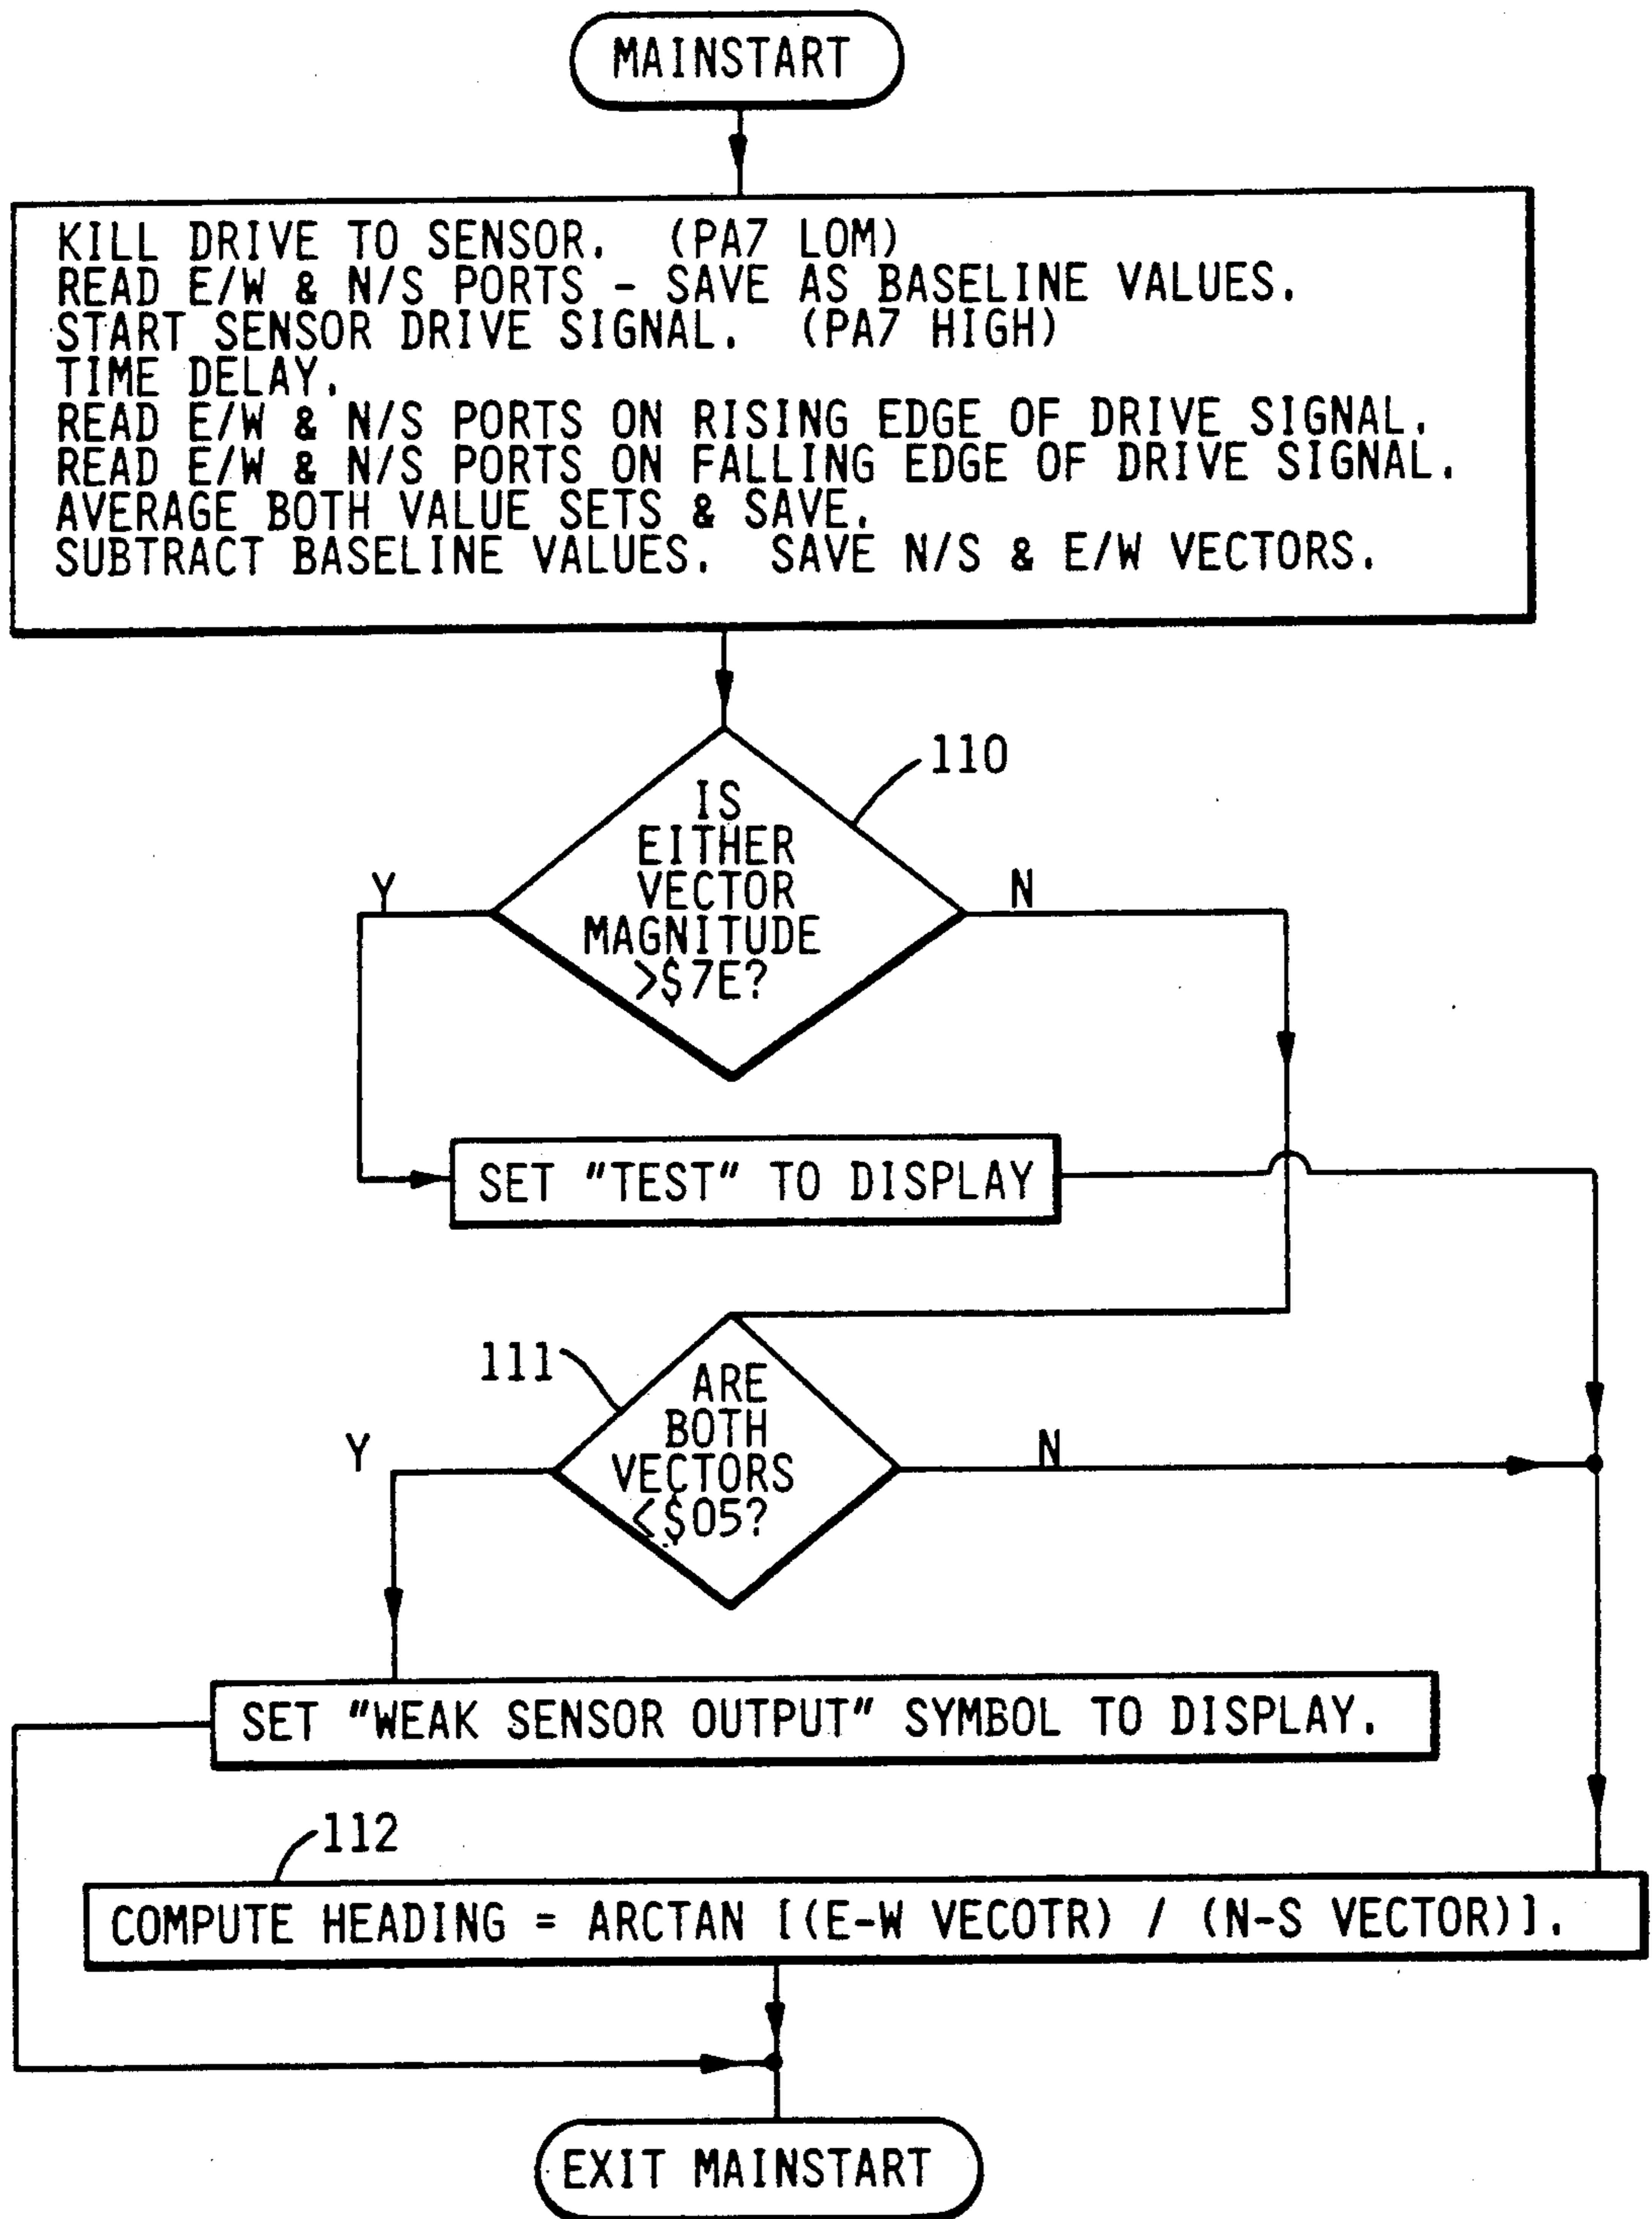 MAINSTART
KILL DRIVE TO SENSOR. (PA7 LOM)
READ E/W & N/S PORTS - SAVE AS BASELINE VALUES.
START SENSOR DRIVE SIGNAL. (PA7 HIGH)
TIME DELAY.
READ E/W & N/S PORTS ON RISING EDGE OF DRIVE SIGNAL.
READ E/W & N/S PORTS ON FALLING EDGE OF DRIVE SIGNAL.
AVERAGE BOTH VALUE SETS & SAVE.
SUBTRACT BASELINE VALUES. SAVE N/S & E/W VECTORS.
110
IS
EITHER
VECTOR
MAGNITUDE
>$7E?
Y
N
SET "TEST" TO DISPLAY
111
ARE
BOTH
VECTORS
<$05?
Y
N
SET "WEAK SENSOR OUTPUT" SYMBOL TO DISPLAY.
112
COMPUTE HEADING = ARCTAN [(E-W VECOTR) / (N-S VECTOR)].
EXIT MAINSTART